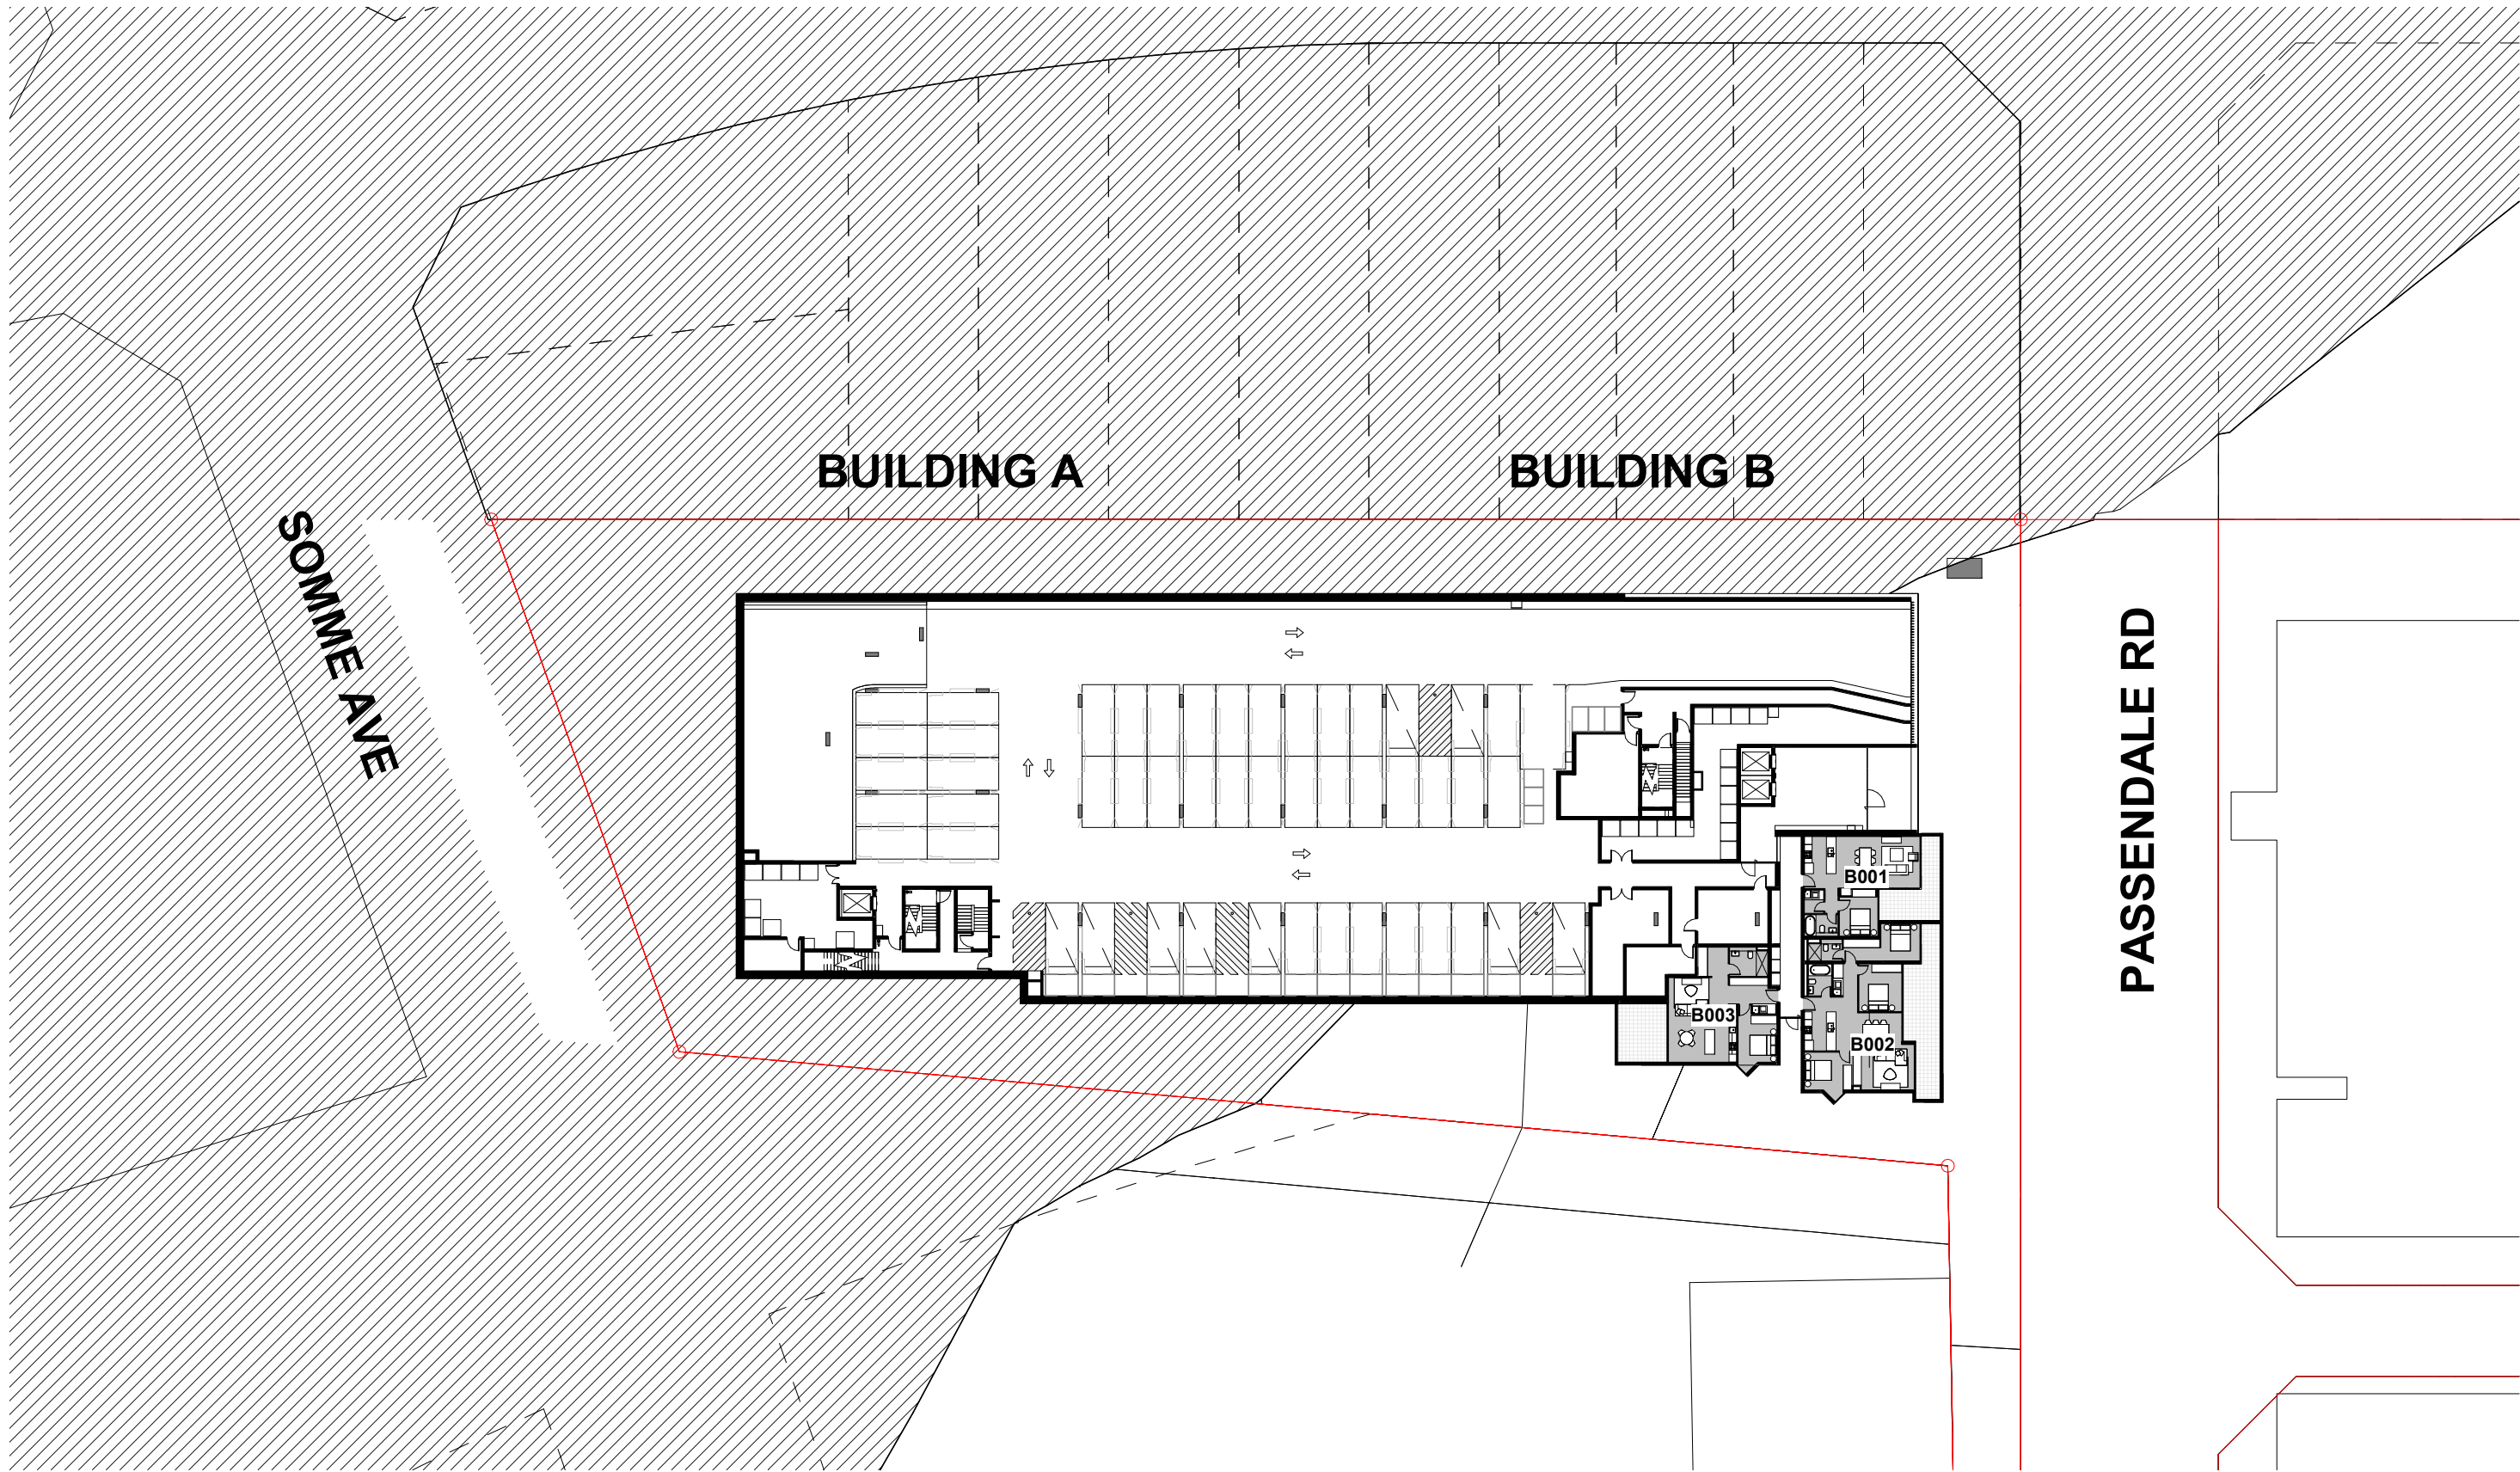 BUILDING A
BUILDING B
SOMME AVE
PASSENDALE RD
B001
B003
B002